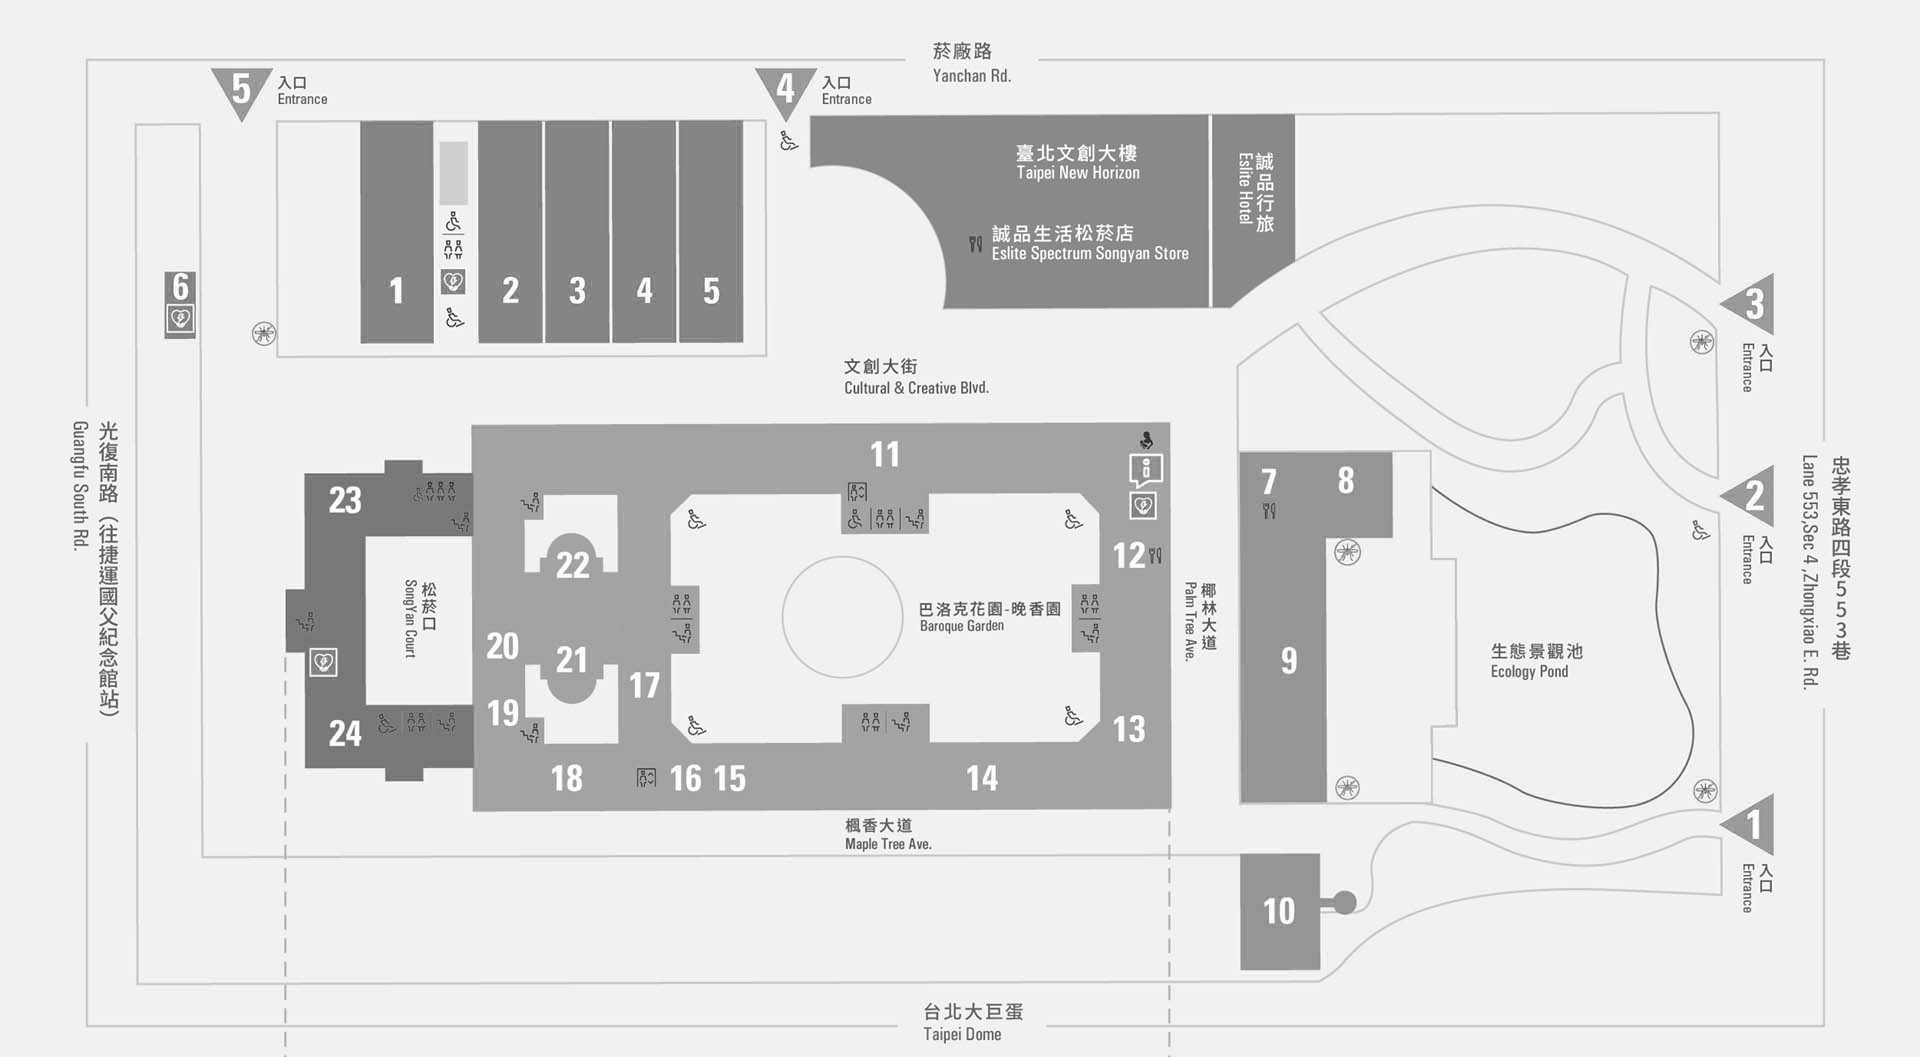 菸廠路
Yanchan Rd.
5
入口
Entrance
4
入口
Entrance
臺北文創大樓
Taipei New Horizon
誠品生活松菸店
Eslite Spectrum Songyan Store
誠品行旅
Eslite Hotel
1
2
3
4
5
6
3
入口
Entrance
文創大街
Cultural & Creative Blvd.
光復南路（往捷運國父紀念館站）
Guangfu South Rd.
忠孝東路四段553巷
Lane 553,Sec 4 ,Zhongxiao E. Rd.
11
7
8
2
入口
Entrance
23
22
12
松菸口
SongYan Court
巴洛克花園-晚香園
Baroque Garden
椰林大道
Palm Tree Ave.
20
21
17
9
生態景觀池
Ecology Pond
19
24
13
18
16
15
14
楓香大道
Maple Tree Ave.
1
入口
Entrance
10
台北大巨蛋
Taipei Dome